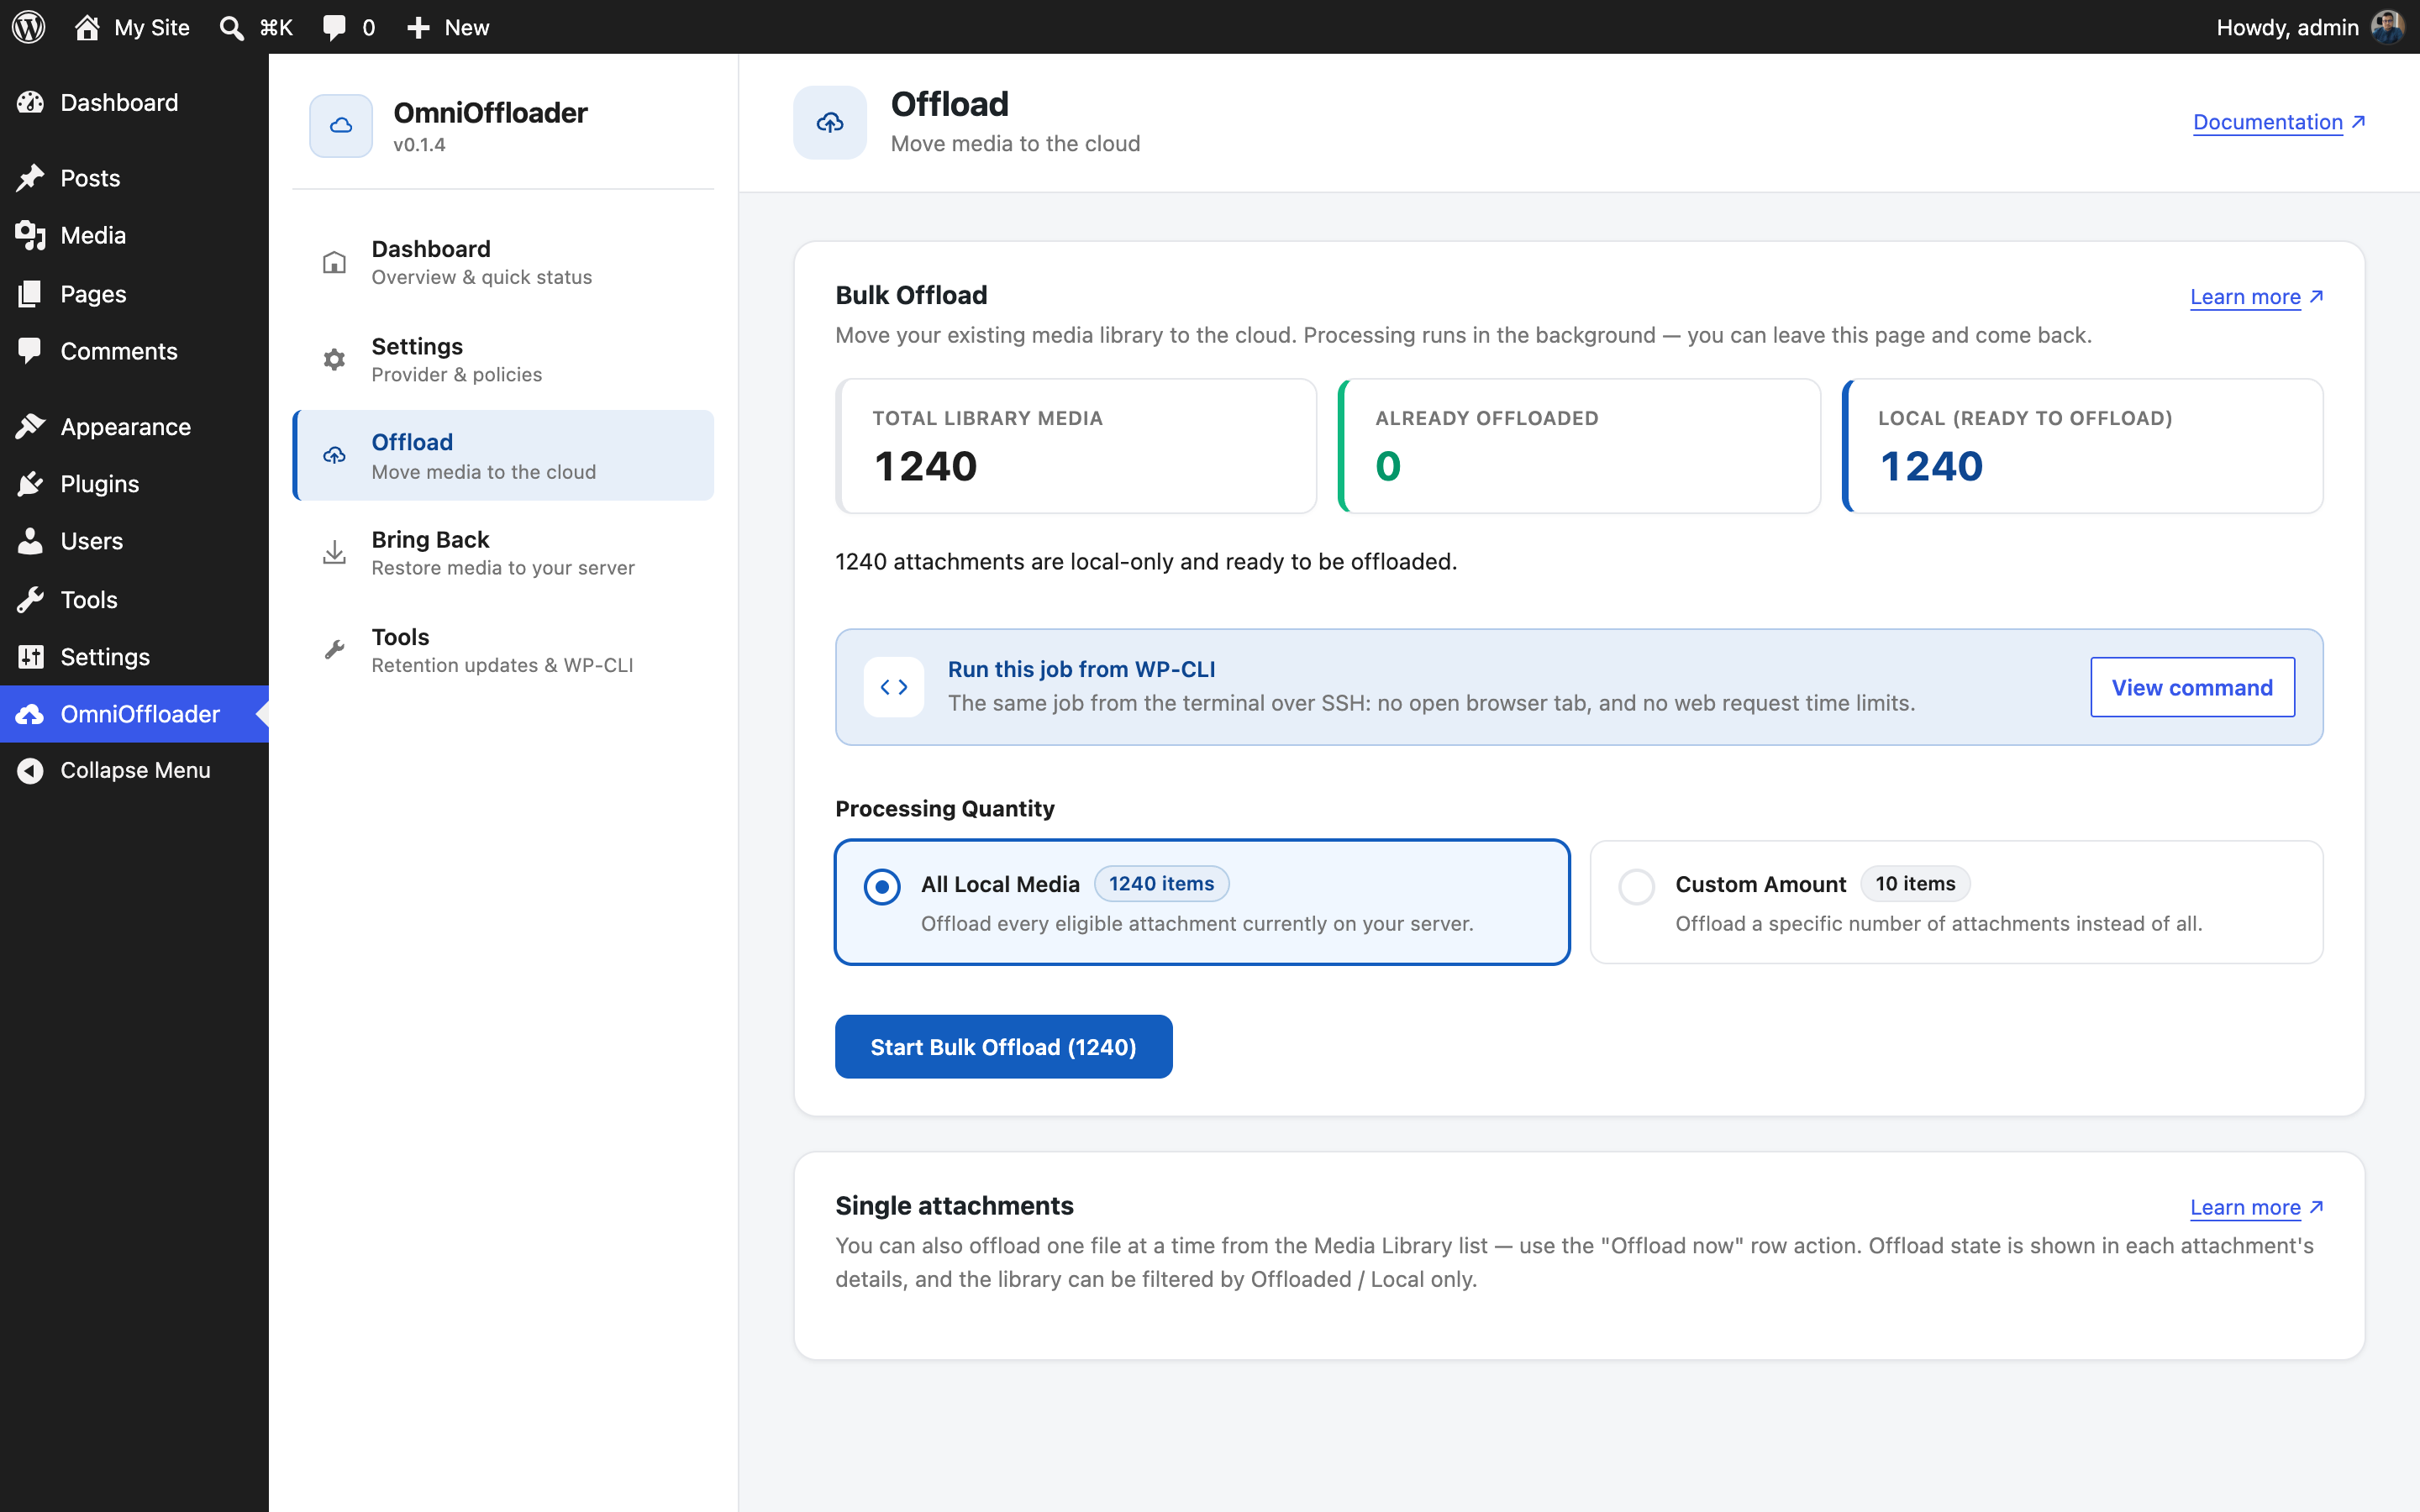 My Site
⌘K
0
New
Howdy, admin
Dashboard
Posts
Media
Pages
Comments
Appearance
Plugins
Users
Tools
Settings
OmniOffloader
Collapse Menu
OmniOffloader
v0.1.4
Dashboard
Overview & quick status
Settings
Provider & policies
Offload
Move media to the cloud
Bring Back
Restore media to your server
Tools
Retention updates & WP-CLI
Offload
Move media to the cloud
Documentation ↗
Bulk Offload
Learn more ↗
Move your existing media library to the cloud. Processing runs in the background — you can leave this page and come back.
TOTAL LIBRARY MEDIA
1240
ALREADY OFFLOADED
0
LOCAL (READY TO OFFLOAD)
1240
1240 attachments are local-only and ready to be offloaded.
Run this job from WP-CLI
The same job from the terminal over SSH: no open browser tab, and no web request time limits.
View command
Processing Quantity
All Local Media 1240 items
Offload every eligible attachment currently on your server.
Custom Amount 10 items
Offload a specific number of attachments instead of all.
Start Bulk Offload (1240)
Single attachments
Learn more ↗
You can also offload one file at a time from the Media Library list — use the "Offload now" row action. Offload state is shown in each attachment's
details, and the library can be filtered by Offloaded / Local only.